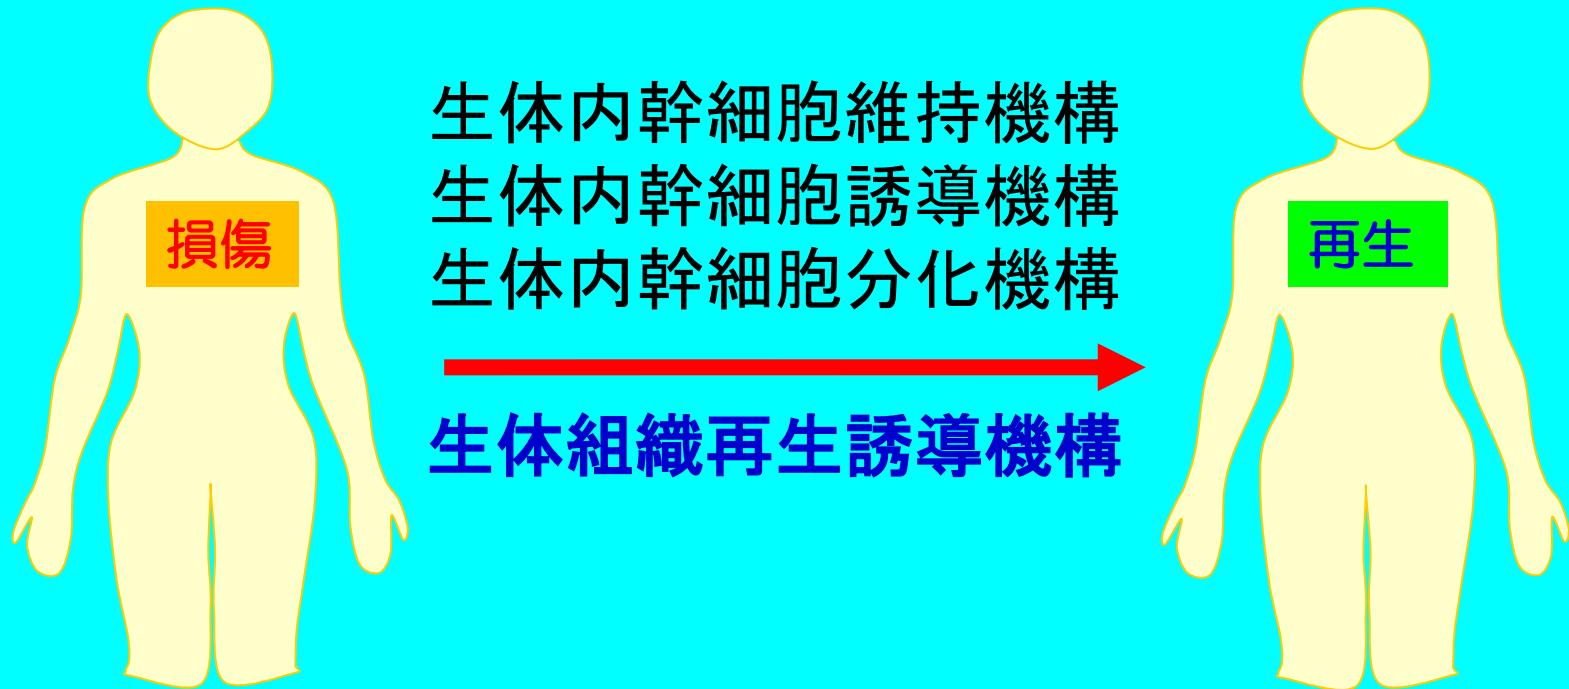 損傷
生体内幹細胞維持機構
生体内幹細胞誘導機構
生体内幹細胞分化機構
生体組織再生誘導機構
再生